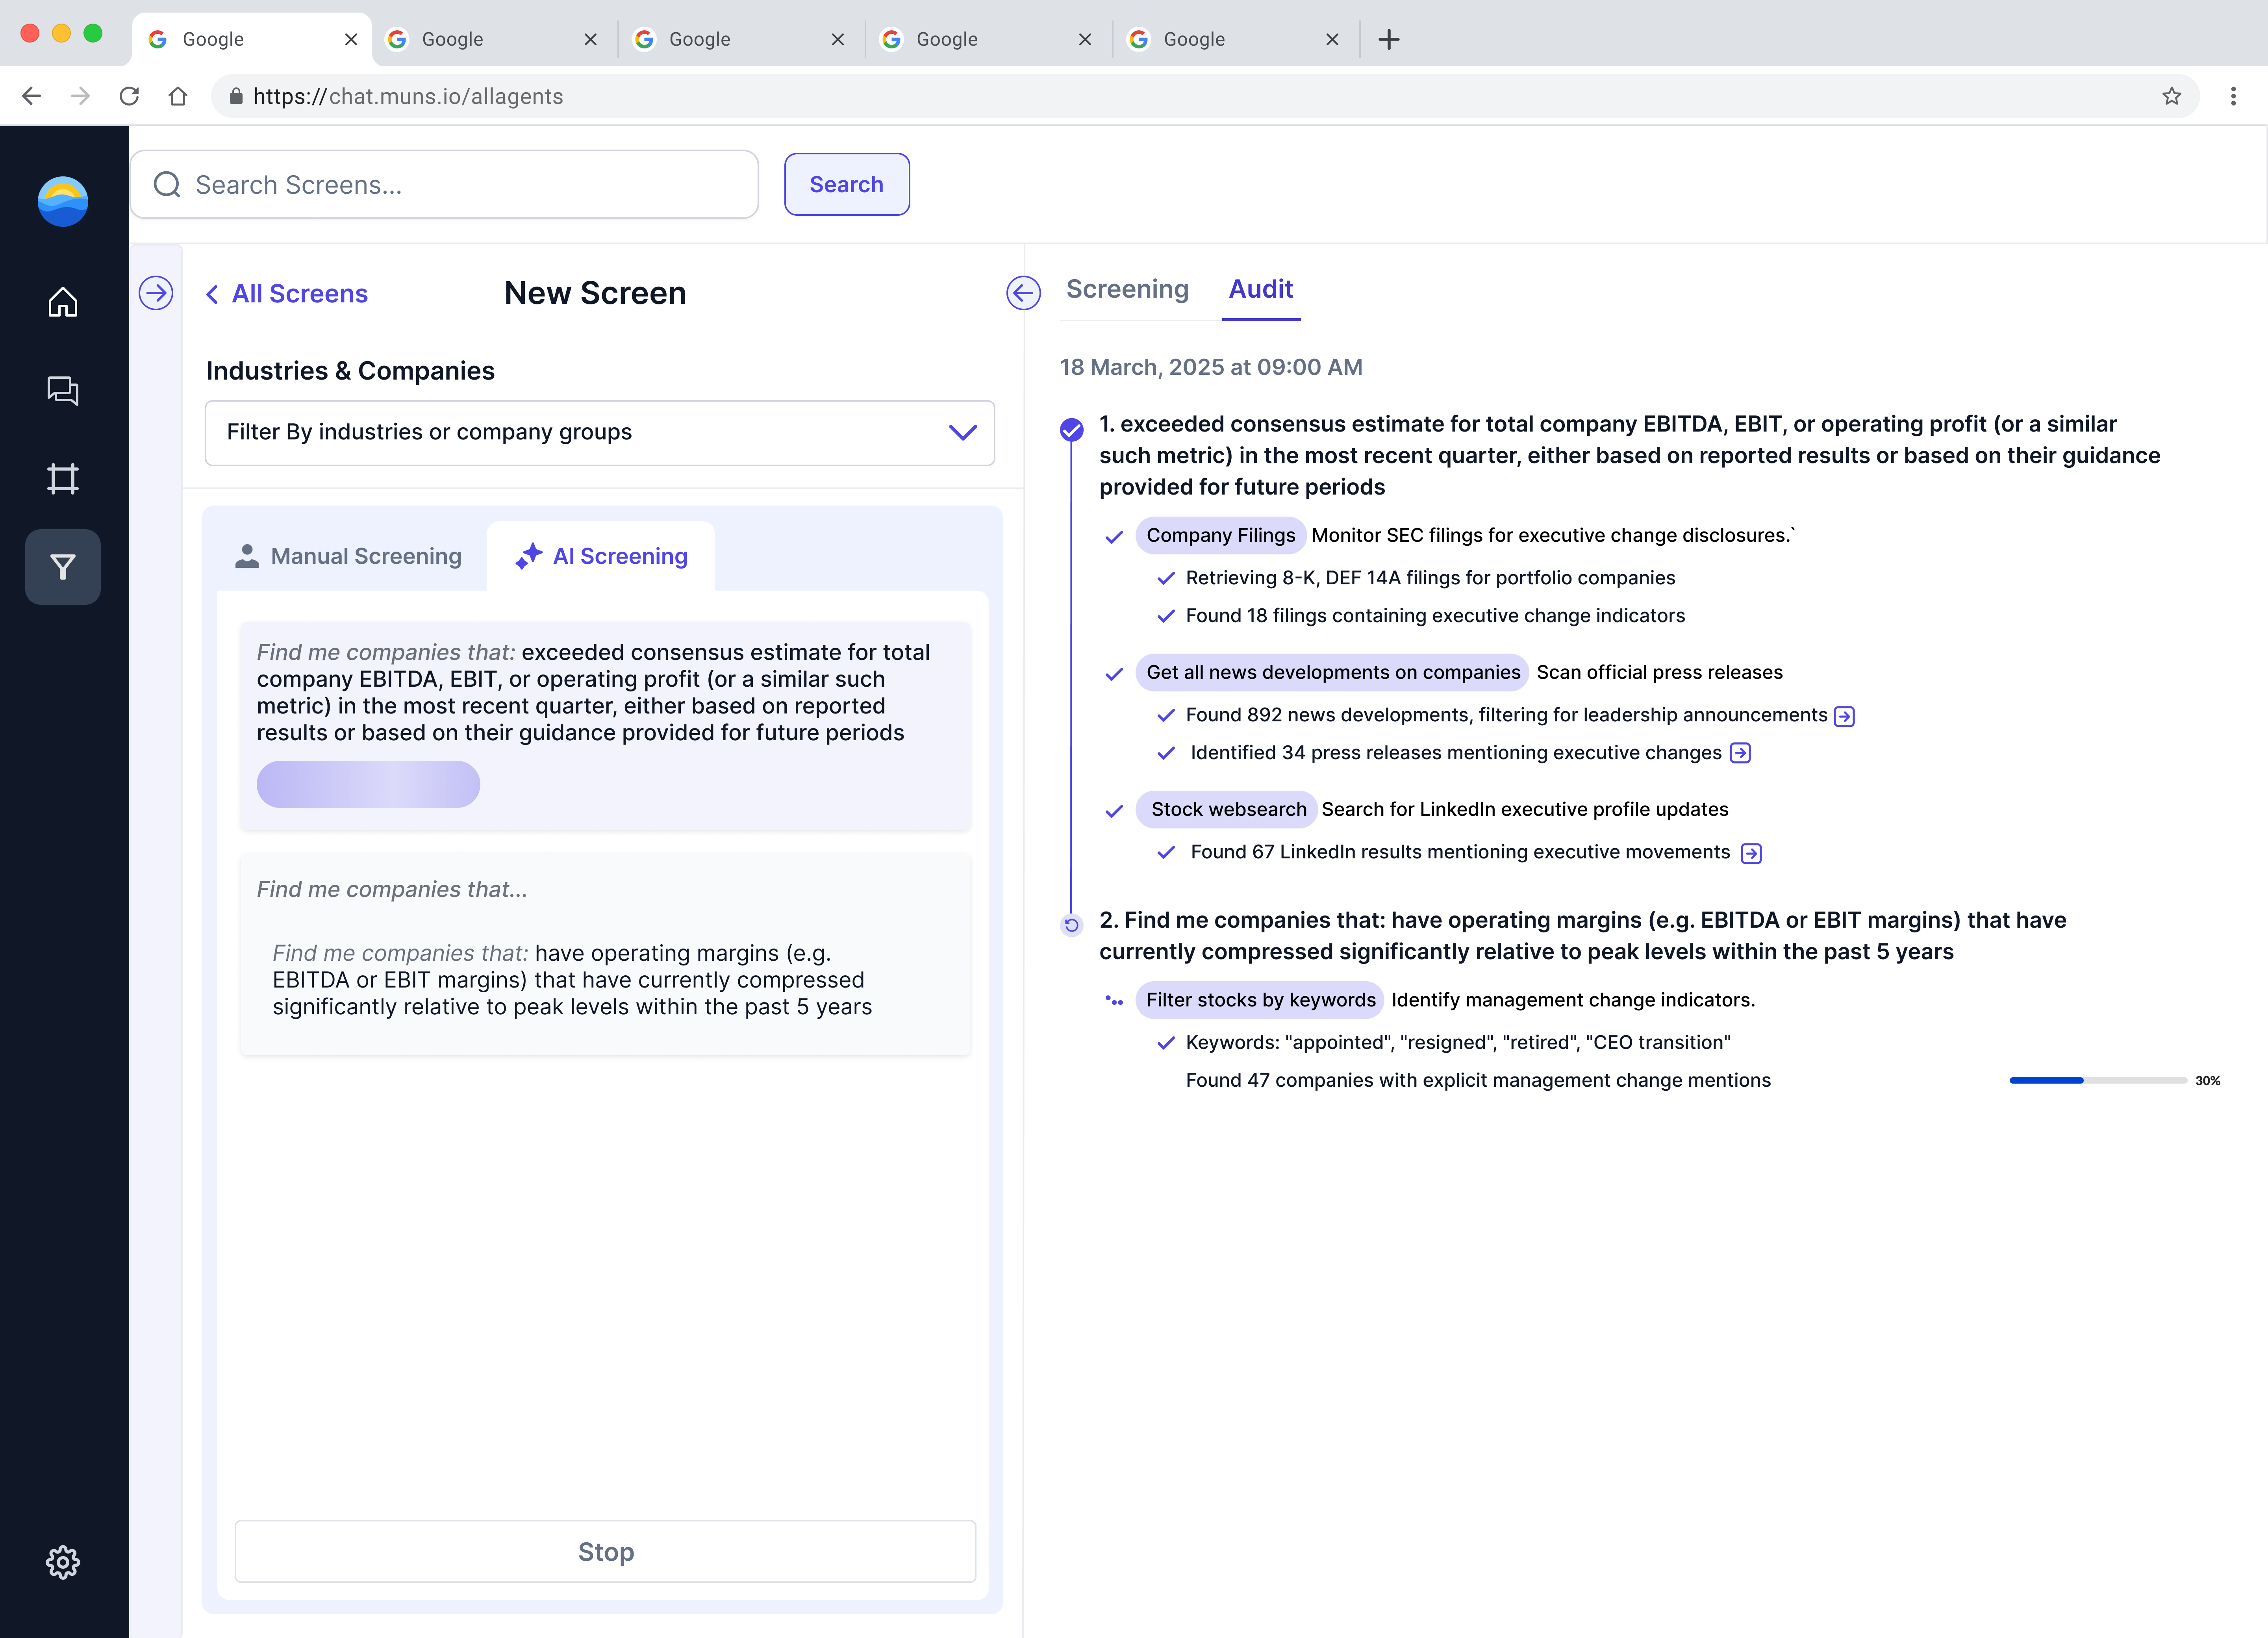 Google
Google
Google
Google
Google
https://chat.muns.io/allagents
Search Screens...
Search
All Screens
New Screen
Industries & Companies
Filter By industries or company groups
Manual Screening
AI Screening
Find me companies that: exceeded consensus estimate for total
company EBITDA, EBIT, or operating profit (or a similar such
metric) in the most recent quarter, either based on reported
results or based on their guidance provided for future periods
Find me companies that...
Find me companies that: have operating margins (e.g.
EBITDA or EBIT margins) that have currently compressed
significantly relative to peak levels within the past 5 years
Stop
Screening
Audit
18 March, 2025 at 09:00 AM
1. exceeded consensus estimate for total company EBITDA, EBIT, or operating profit (or a similar
such metric) in the most recent quarter, either based on reported results or based on their guidance
provided for future periods
Company Filings Monitor SEC filings for executive change disclosures.`
Retrieving 8-K, DEF 14A filings for portfolio companies
Found 18 filings containing executive change indicators
Get all news developments on companies Scan official press releases
Found 892 news developments, filtering for leadership announcements
Identified 34 press releases mentioning executive changes
Stock websearch Search for LinkedIn executive profile updates
Found 67 LinkedIn results mentioning executive movements
2. Find me companies that: have operating margins (e.g. EBITDA or EBIT margins) that have
currently compressed significantly relative to peak levels within the past 5 years
Filter stocks by keywords Identify management change indicators.
Keywords: "appointed", "resigned", "retired", "CEO transition"
Found 47 companies with explicit management change mentions
30%